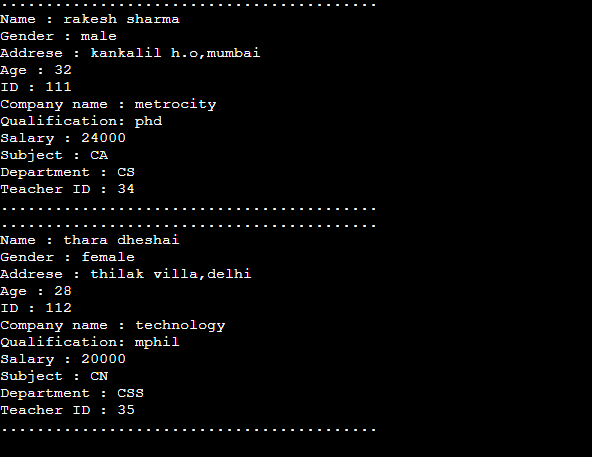 ..........................................
Name : rakesh sharma
Gender : male
Addrese : kankalil h.o,mumbai
Age : 32
ID : 111
Company name : metrocity
Qualification: phd
Salary : 24000
Subject : CA
Department : CS
Teacher ID : 34
..........................................
..........................................
Name : thara dheshai
Gender : female
Addrese : thilak villa,delhi
Age : 28
ID : 112
Company name : technology
Qualification: mphil
Salary : 20000
Subject : CN
Department : CSS
Teacher ID : 35
..........................................